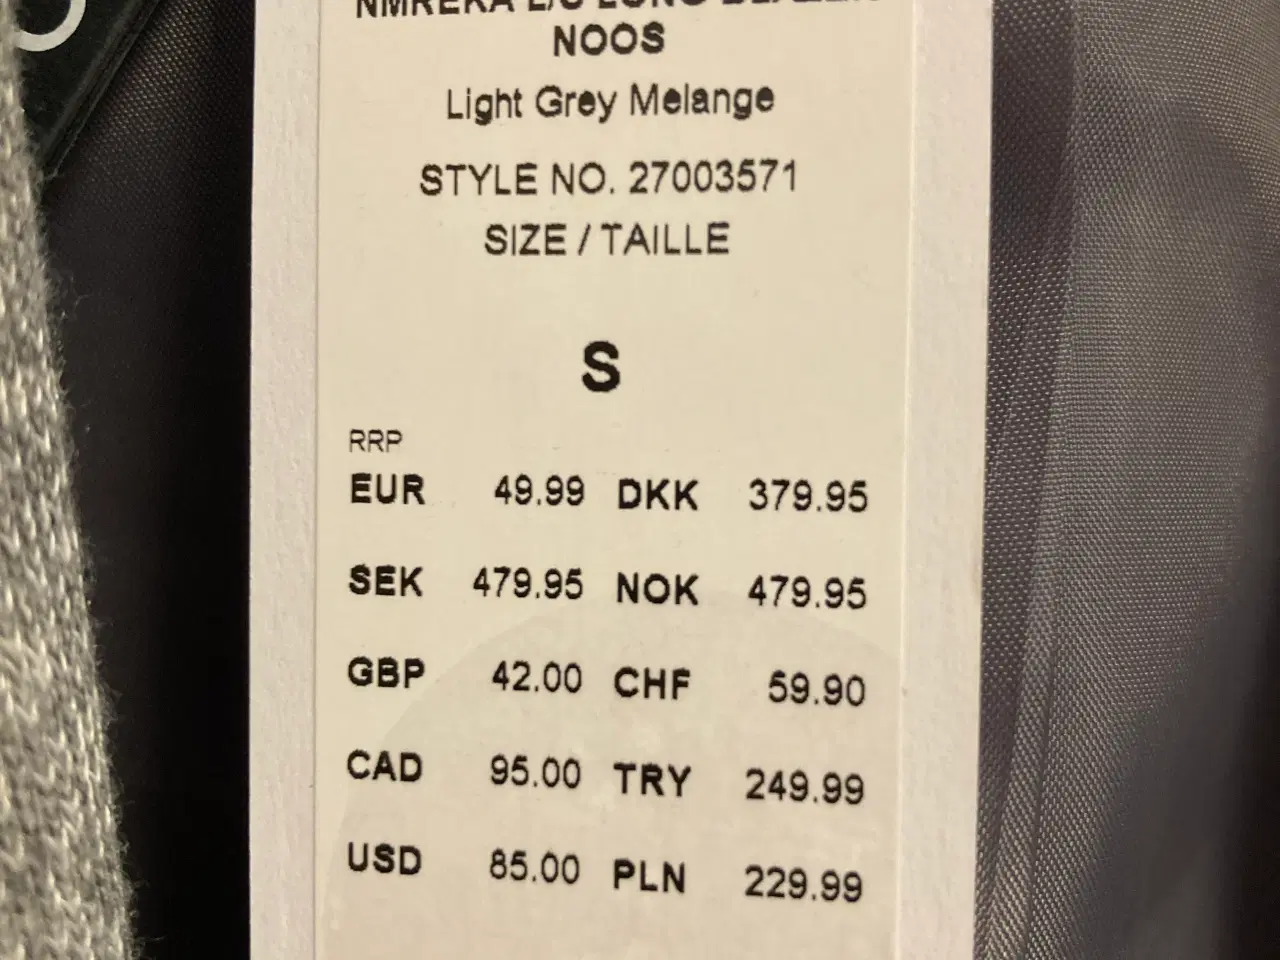 NOOS
Light Grey Melange
STYLE NO. 27003571
SIZE / TAILLE
S
RRP
EUR 49.99 DKK 379.95
SEK 479.95 NOK 479.95
GBP 42.00 CHF 59.90
CAD 95.00 TRY 249.99
USD 85.00 PLN 229.99